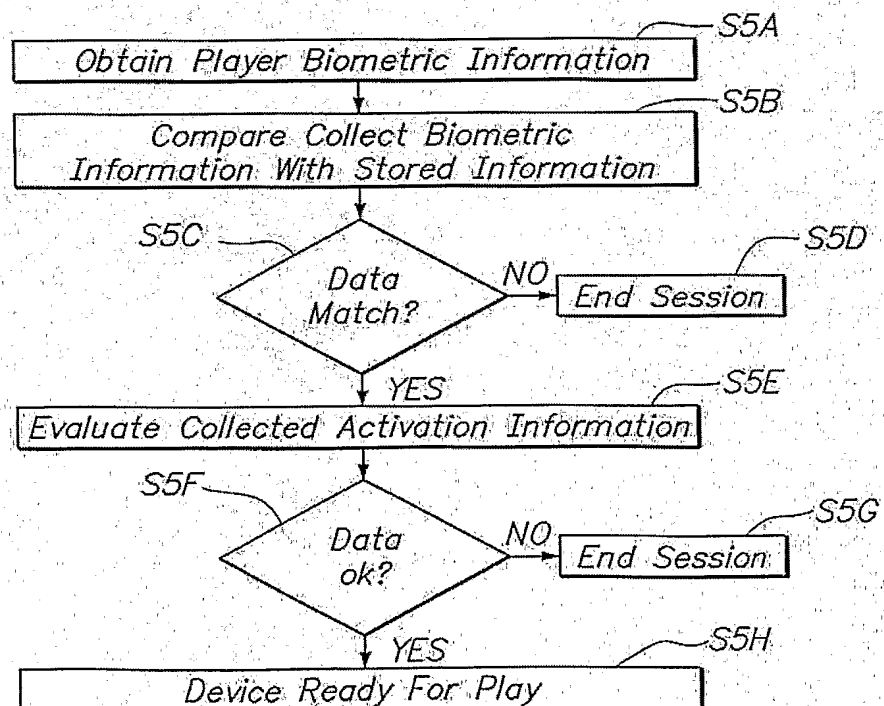 S5A
Obtain Player Biometric Information
S5B
Compare Collect Biometric
Information With Stored Information
S5C
Data
Match?
NO
S5D
End Session
YES
S5E
Evaluate Collected Activation Information
S5F
Data
ok?
NO
S5G
End Session
YES
S5H
Device Ready For Play